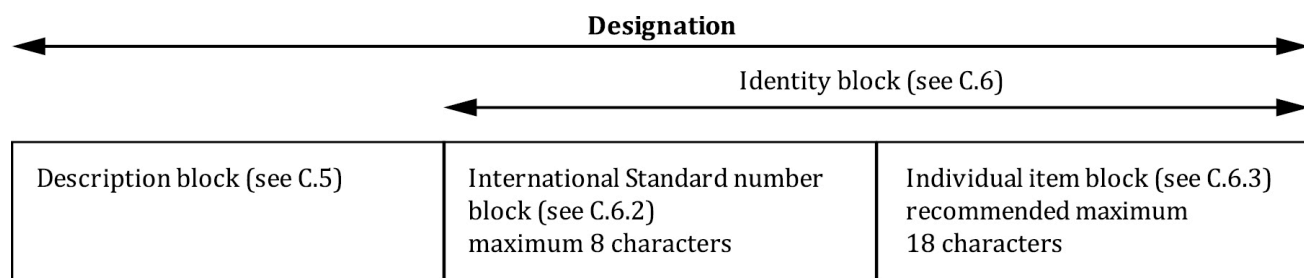 Designation
Identity block (see C.6)
Description block (see C.5)
International Standard number
block (see C.6.2)
maximum 8 characters
Individual item block (see C.6.3)
recommended maximum
18 characters